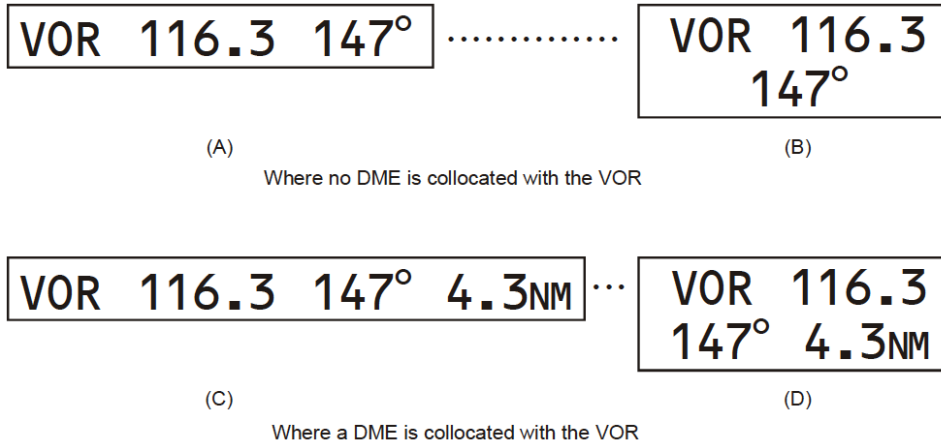 VOR 116.3 147° .............. VOR 116.3
147°
(A) (B)
Where no DME is collocated with the VOR
VOR 116.3 147° 4.3NM ... VOR 116.3
147° 4.3NM
(C) (D)
Where a DME is collocated with the VOR